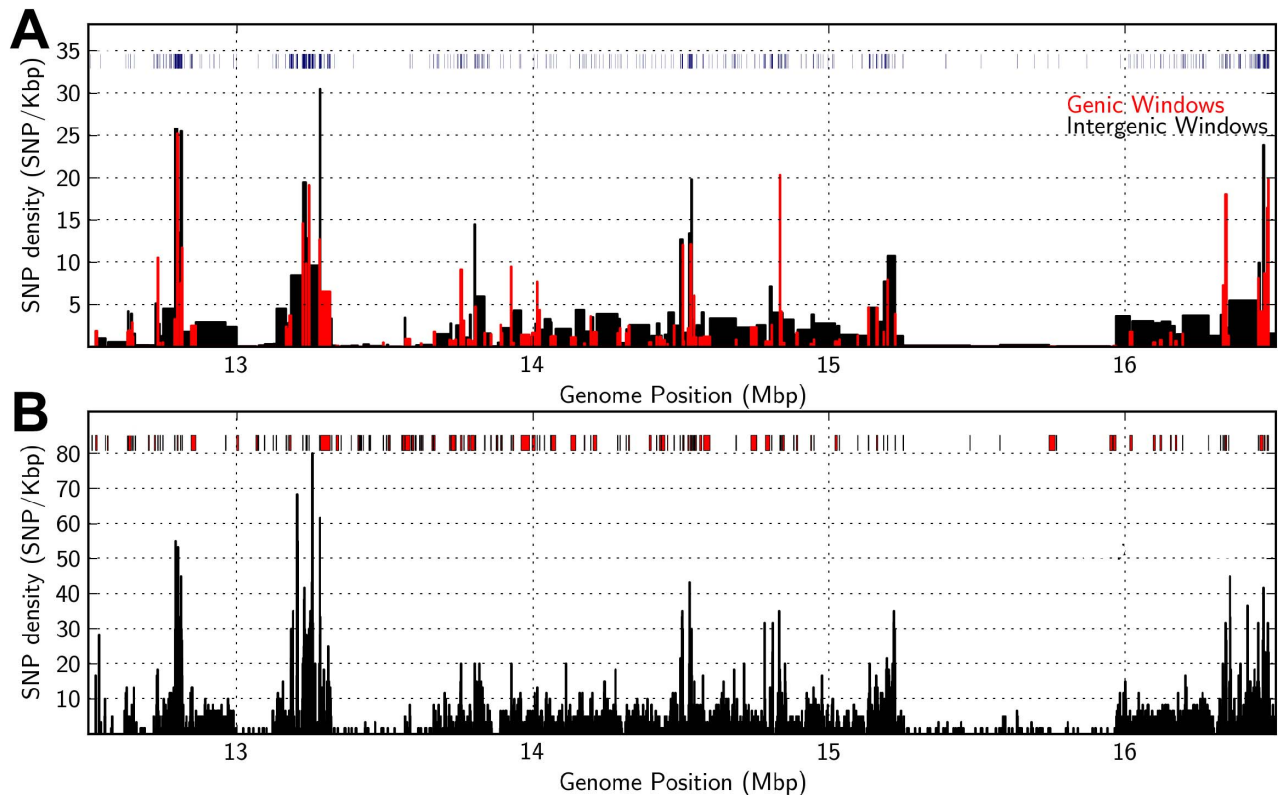 A
SNP density (SNP/Kbp)
35
30
25
20
15
10
5
Genic Windows
Intergenic Windows
13 14 15 16
Genome Position (Mbp)
B
SNP density (SNP/Kbp)
80
70
60
50
40
30
20
10
13 14 15 16
Genome Position (Mbp)